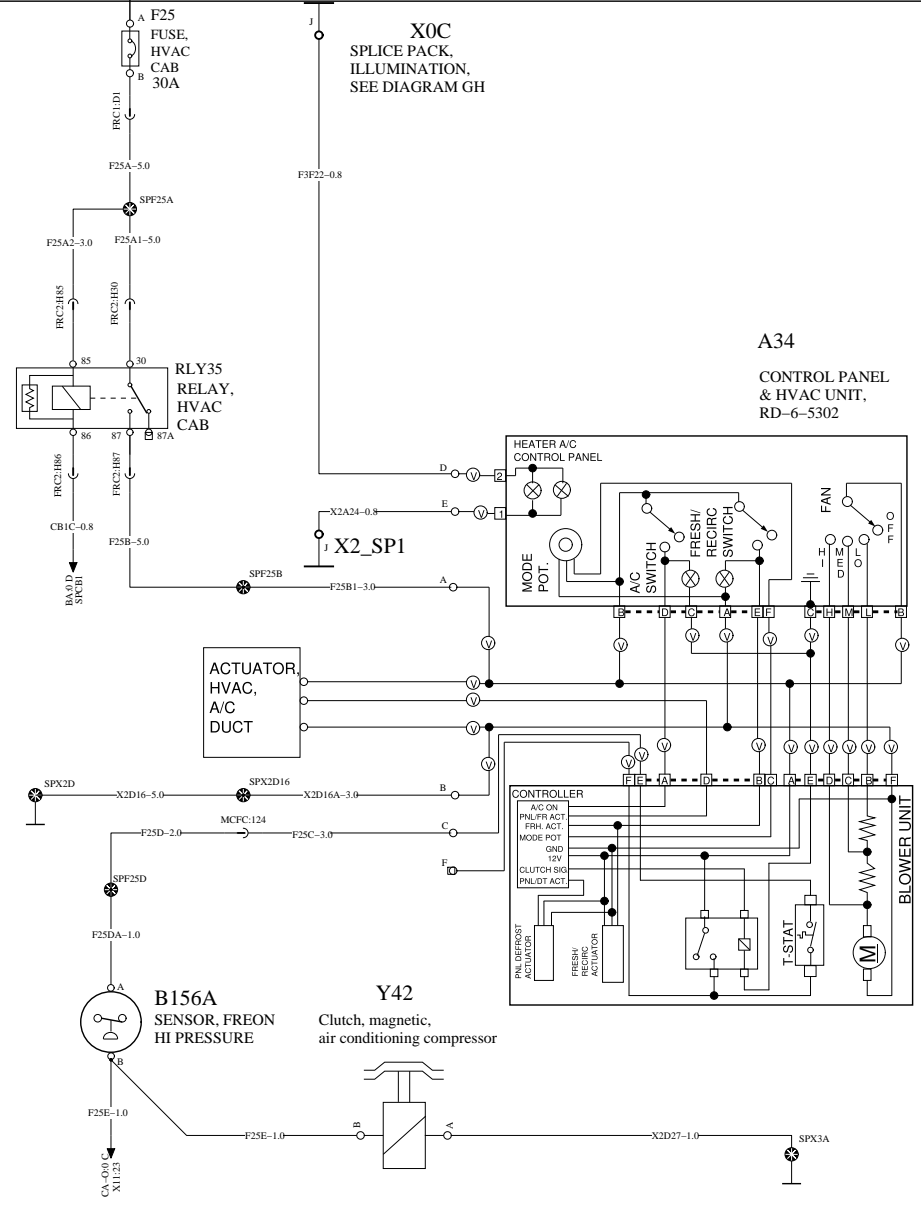 A F25
FUSE,
HVAC
CAB
B 30A
FRC1:D1
F25A−5.0
SPF25A
F25A2−3.0
F25A1−5.0
FRC2:H85
FRC2:H30
85
30
RLY35
RELAY,
HVAC
CAB
86
87
87A
FRC2:H86
FRC2:H87
CB1C−0.8
F25B−5.0
BA:0 D
SPCB1
J
X0C
SPLICE PACK,
ILLUMINATION,
SEE DIAGRAM GH
F3F22−0.8
D V 2
E V 1
X2A24−0.8
J X2_SP1
SPF25B
F25B1−3.0
A
A34
CONTROL PANEL
& HVAC UNIT,
RD−6−5302
HEATER A/C
CONTROL PANEL
MODE
POT.
A/C
SWITCH
FRESH/
RECIRC
SWITCH
FAN
OFF
HI
MED
LO
B D C A E F C H M L B
V V V V V V
V
ACTUATOR,
HVAC,
A/C
DUCT
V
V
V
V
V V V V V V V V V V
F E A D B C A E D C B F
SPX2D
X2D16−5.0
SPX2D16
X2D16A−3.0
B
F25D−2.0
MCFC:124
F25C−3.0
C
F
SPF25D
F25DA−1.0
CONTROLLER
A/C ON
PNL/FR ACT.
FRH. ACT.
MODE POT
GND
12V
CLUTCH SIG
PNL/DT ACT.
PNL DEFROST
ACTUATOR
FRESH/
RECIRC
ACTUATOR
T-STAT
M
BLOWER UNIT
A
B156A
SENSOR, FREON
HI PRESSURE
B
F25E−1.0
CA−O:0 C
X11:23
Y42
Clutch, magnetic,
air conditioning compressor
F25E−1.0
B
A
X2D27−1.0
SPX3A